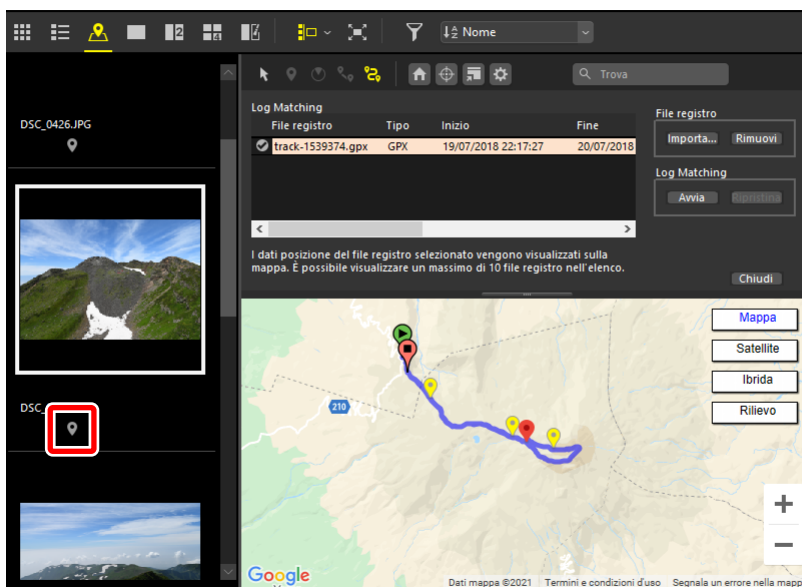 2
4
Nome
Trova
DSC_0426.JPG
Log Matching
File registro Tipo Inizio Fine
track-1539374.gpx GPX 19/07/2018 22:17:27 20/07/2018
File registro
Importa... Rimuovi
Log Matching
Avvia Ripristina
I dati posizione del file registro selezionato vengono visualizzati sulla
mappa. È possibile visualizzare un massimo di 10 file registro nell'elenco.
Chiudi
DSC_
Mappa
Satellite
Ibrida
Rilievo
210
Google
Dati mappa ©2021 Termini e condizioni d'uso Segnala un errore nella mapp